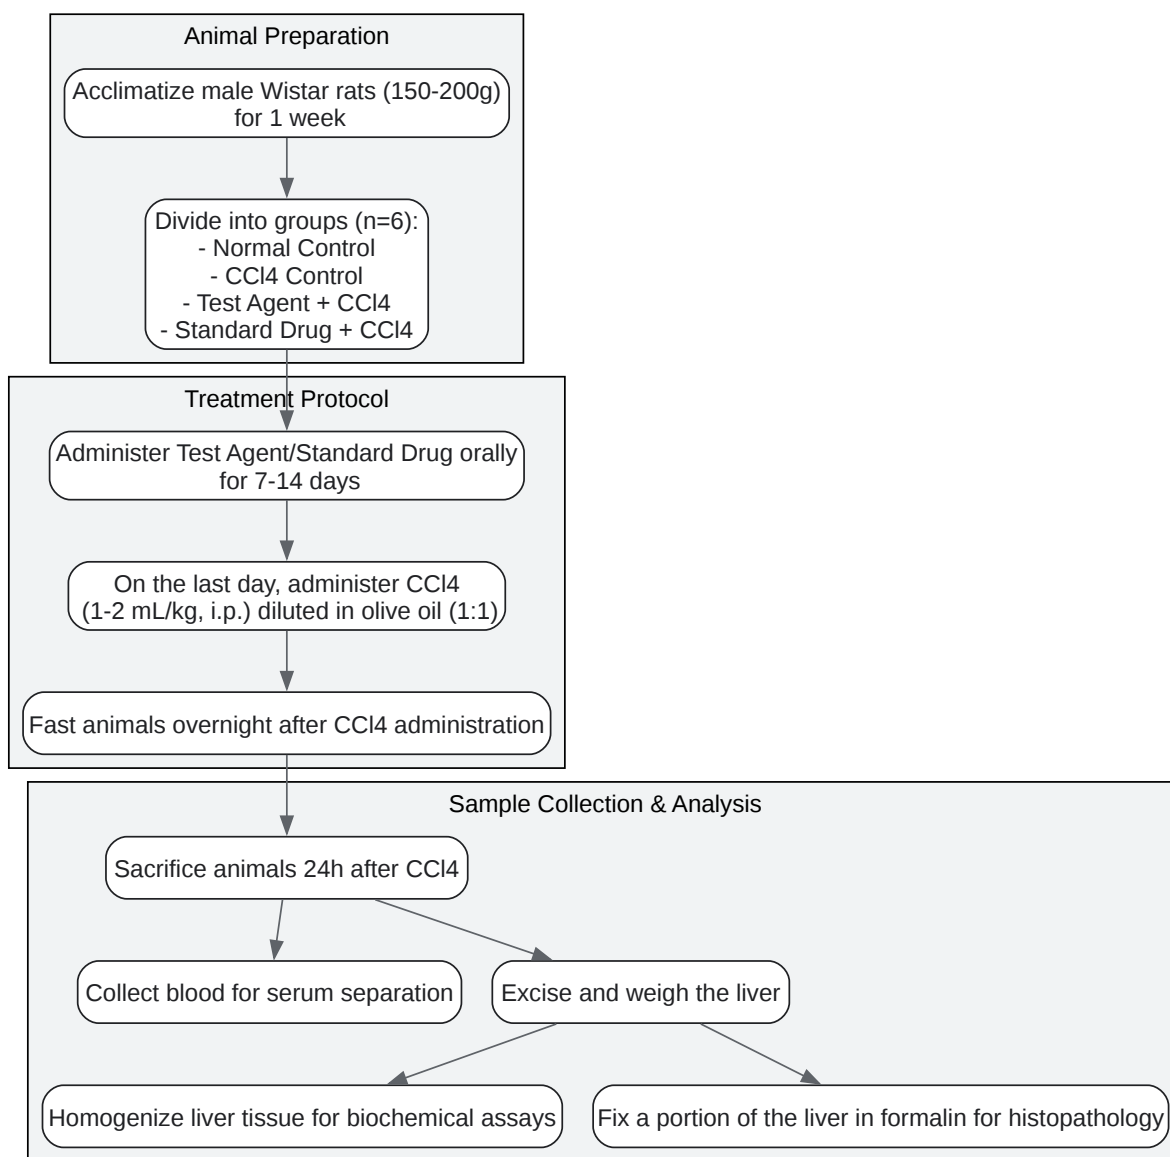 Animal Preparation
Acclimatize male Wistar rats (150-200g)
for 1 week
Divide into groups (n=6):
- Normal Control
- CCl4 Control
- Test Agent + CCl4
- Standard Drug + CCl4
Treatment Protocol
Administer Test Agent/Standard Drug orally
for 7-14 days
On the last day, administer CCl4
(1-2 mL/kg, i.p.) diluted in olive oil (1:1)
Fast animals overnight after CCl4 administration
Sample Collection & Analysis
Sacrifice animals 24h after CCl4
Collect blood for serum separation
Excise and weigh the liver
Homogenize liver tissue for biochemical assays
Fix a portion of the liver in formalin for histopathology